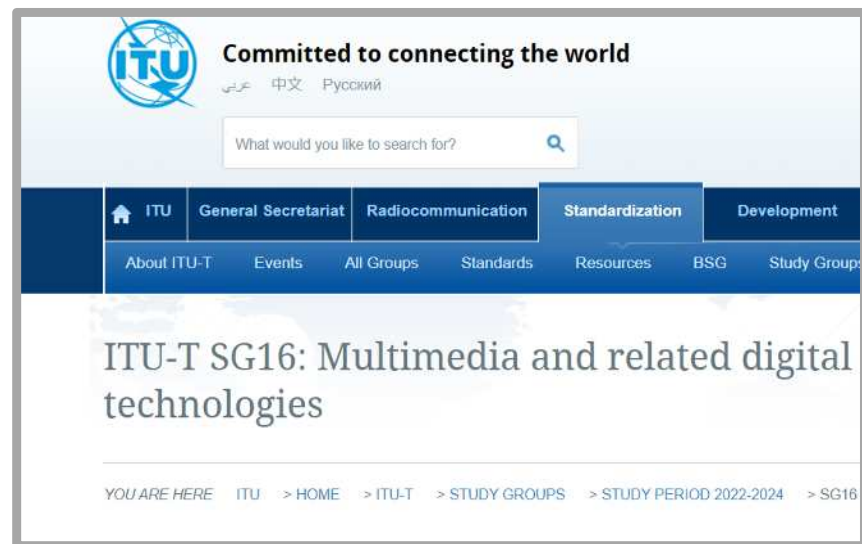 ITU
Committed to connecting the world
عربي 中文 Русский
What would you like to search for?
ITU General Secretariat Radiocommunication Standardization Development
About ITU-T Events All Groups Standards Resources BSG Study Groups
ITU-T SG16: Multimedia and related digital
technologies
YOU ARE HERE ITU > HOME > ITU-T > STUDY GROUPS > STUDY PERIOD 2022-2024 > SG16